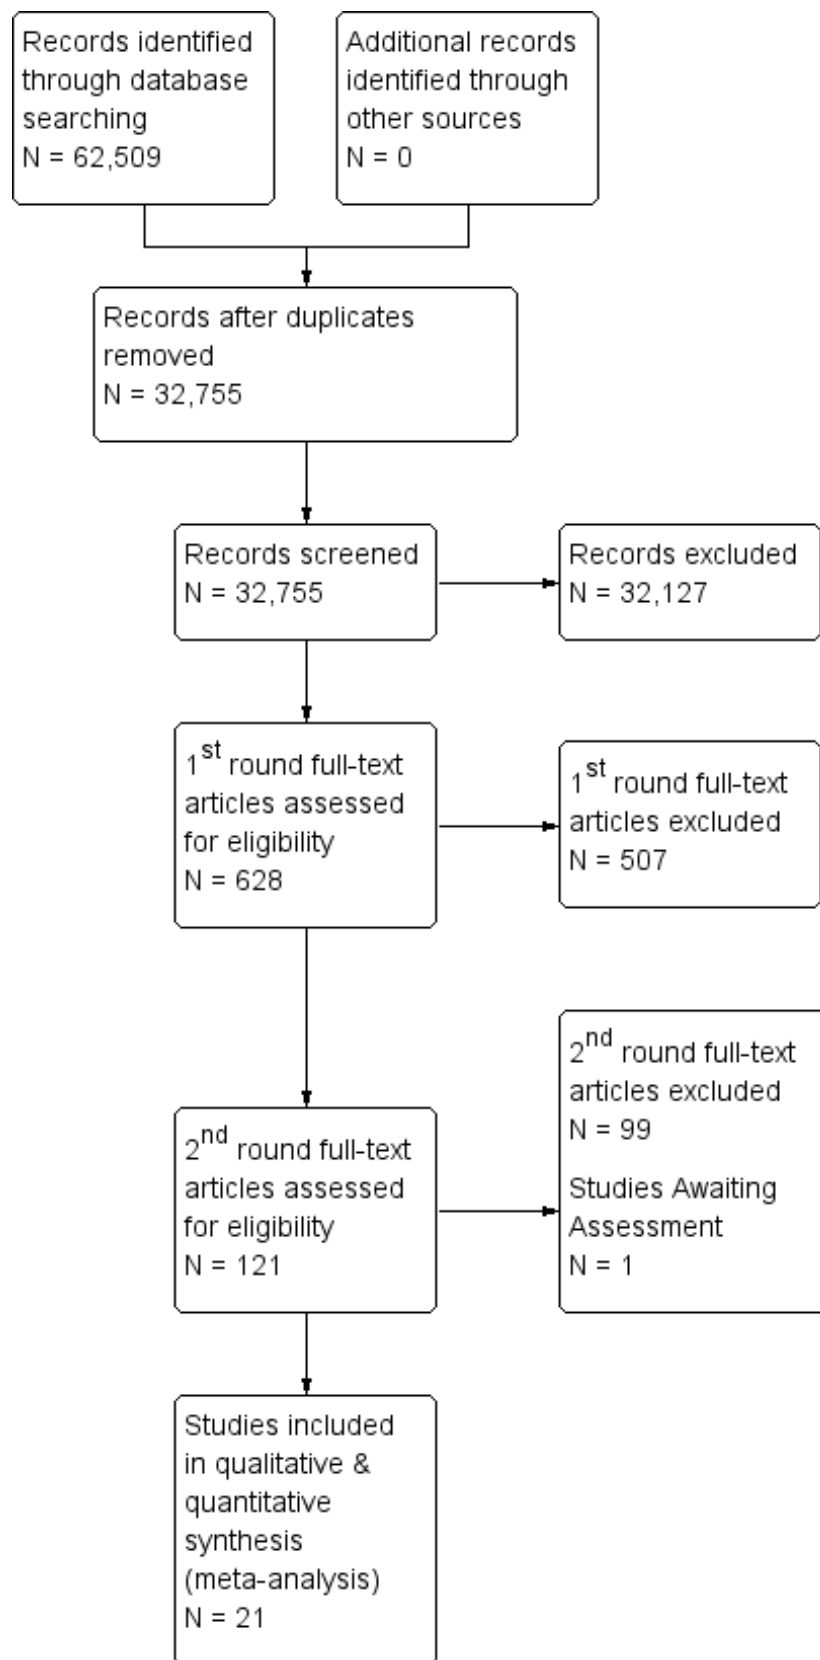 Records identified
through database
searching
N = 62,509
Additional records
identified through
other sources
N = 0
Records after duplicates
removed
N = 32,755
Records screened
N = 32,755
Records excluded
N = 32,127
1st round full-text
articles assessed
for eligibility
N = 628
1st round full-text
articles excluded
N = 507
2nd round full-text
articles assessed
for eligibility
N = 121
2nd round full-text
articles excluded
N = 99
Studies Awaiting
Assessment
N = 1
Studies included
in qualitative &
quantitative
synthesis
(meta-analysis)
N = 21